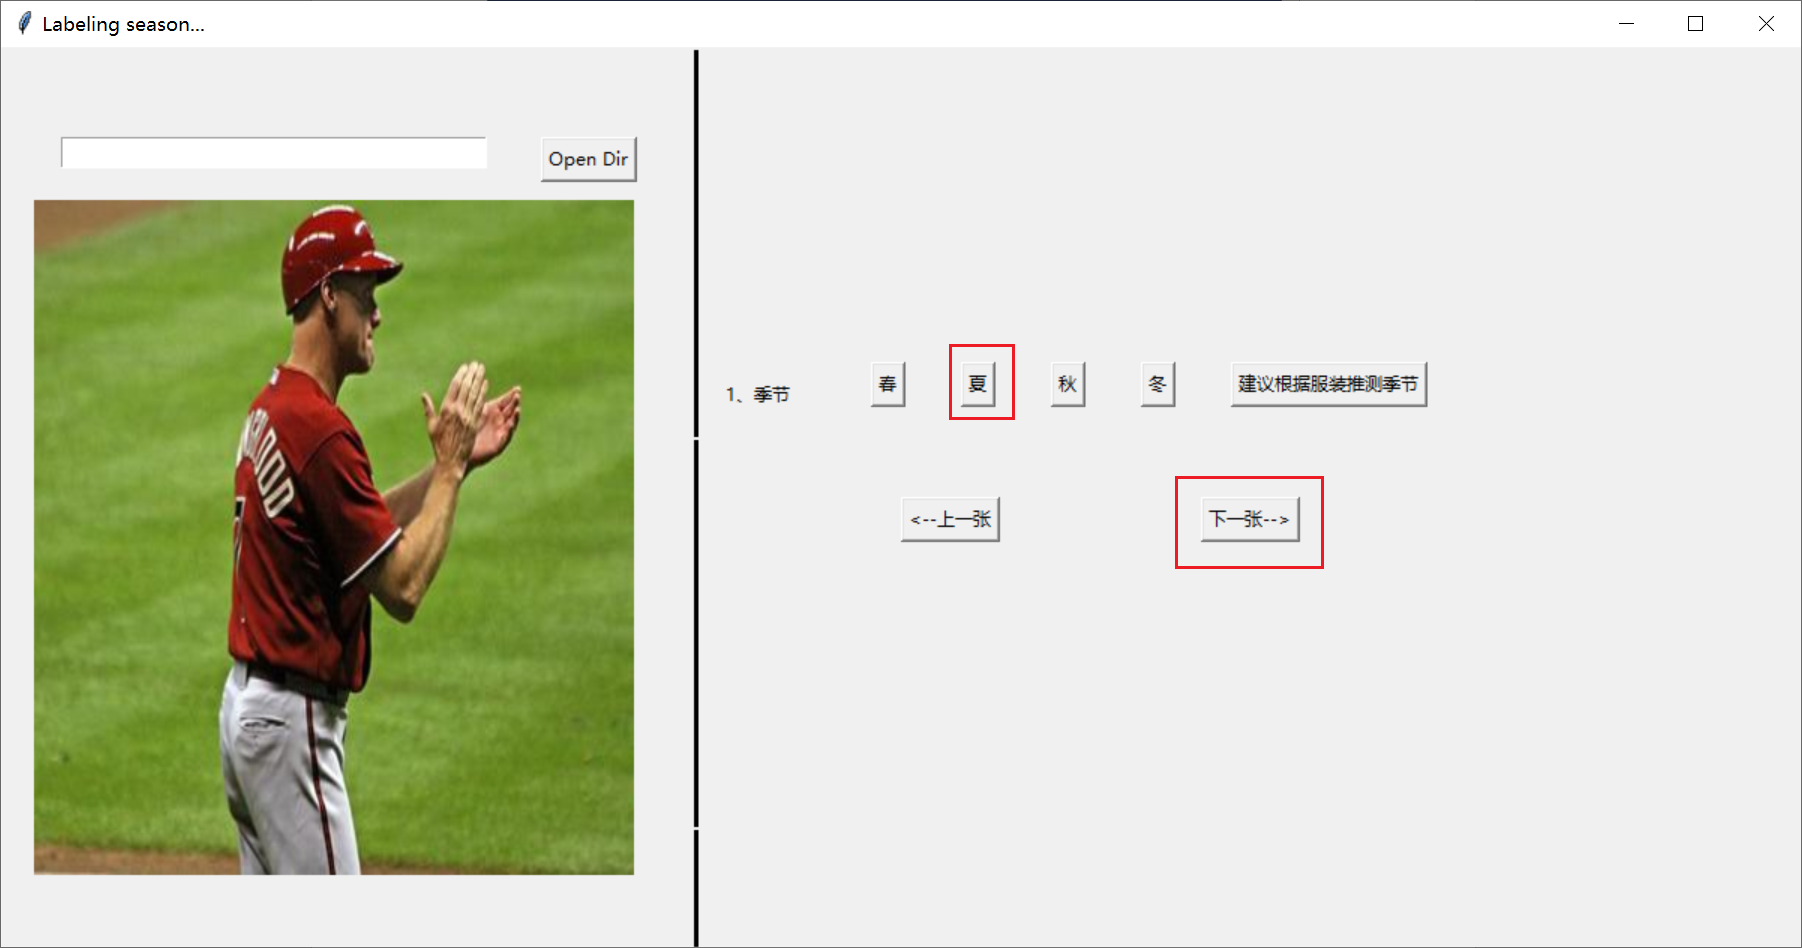 Labeling season...
Open Dir
1、季节
春
夏
秋
冬
建议根据服装推测季节
<--上一张
下一张-->